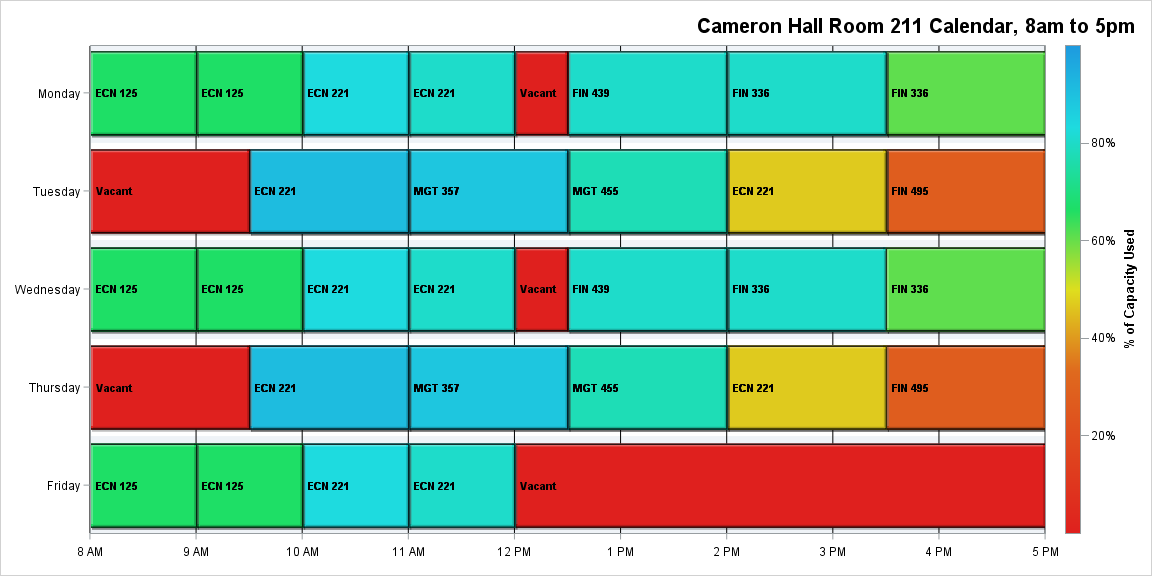 Cameron Hall Room 211 Calendar, 8am to 5pm
Monday
ECN 125
ECN 125
ECN 221
ECN 221
Vacant
FIN 439
FIN 336
FIN 336
Tuesday
Vacant
ECN 221
MGT 357
MGT 455
ECN 221
FIN 495
Wednesday
ECN 125
ECN 125
ECN 221
ECN 221
Vacant
FIN 439
FIN 336
FIN 336
Thursday
Vacant
ECN 221
MGT 357
MGT 455
ECN 221
FIN 495
Friday
ECN 125
ECN 125
ECN 221
ECN 221
Vacant
8 AM
9 AM
10 AM
11 AM
12 PM
1 PM
2 PM
3 PM
4 PM
5 PM
80%
60%
40%
20%
% of Capacity Used